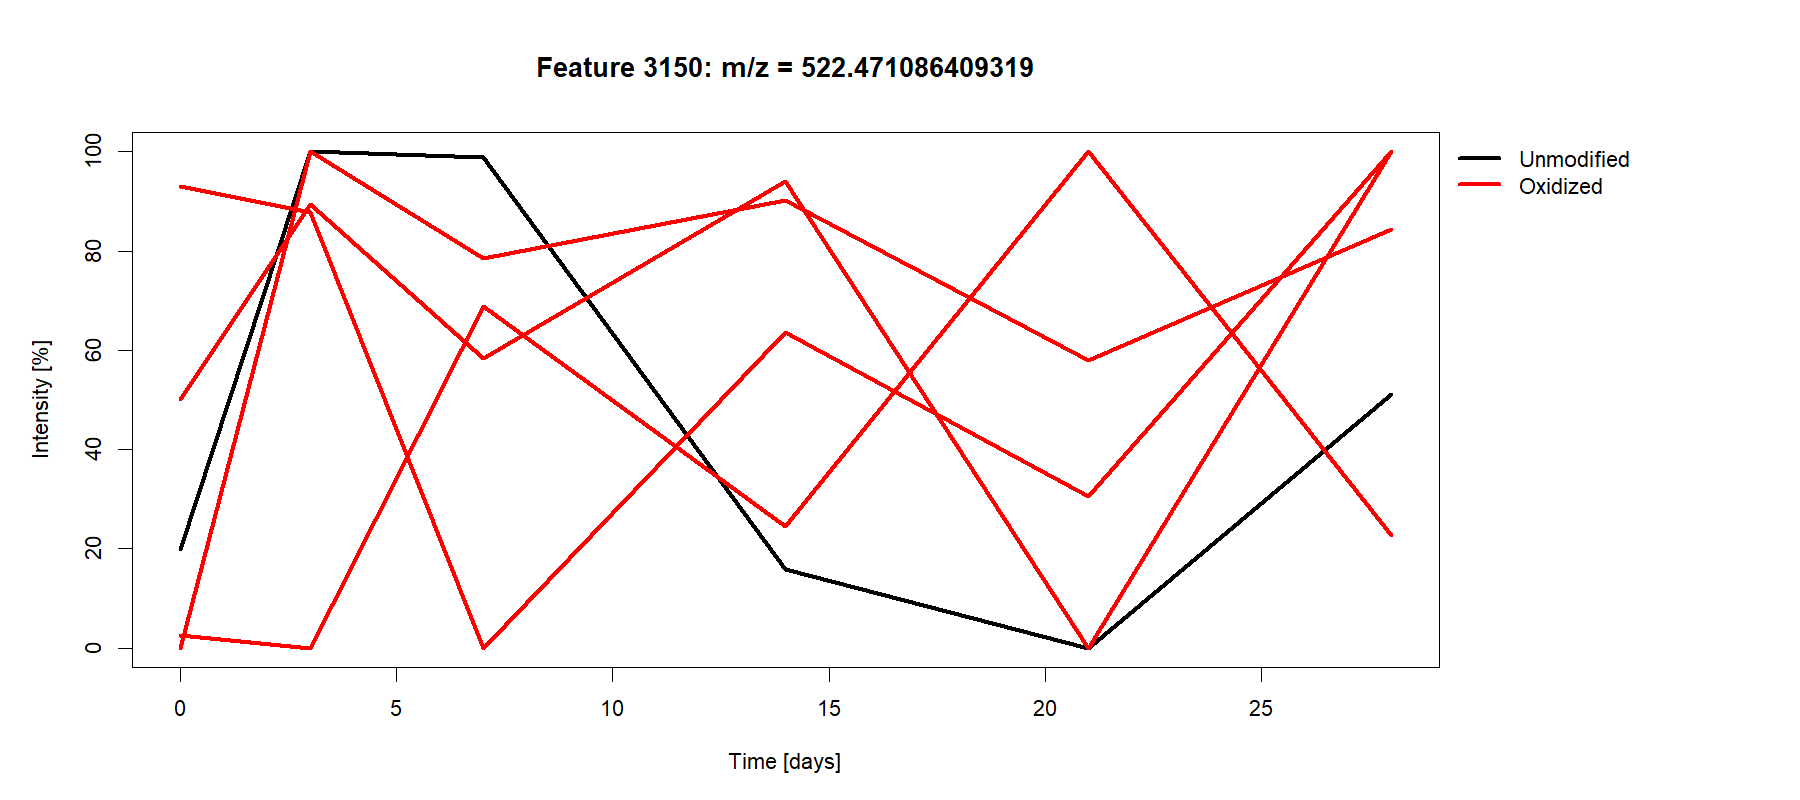 Feature 3150: m/z = 522.471086409319
Unmodified
Oxidized
Intensity [%]
100
80
60
40
20
0
0 5 10 15 20 25
Time [days]